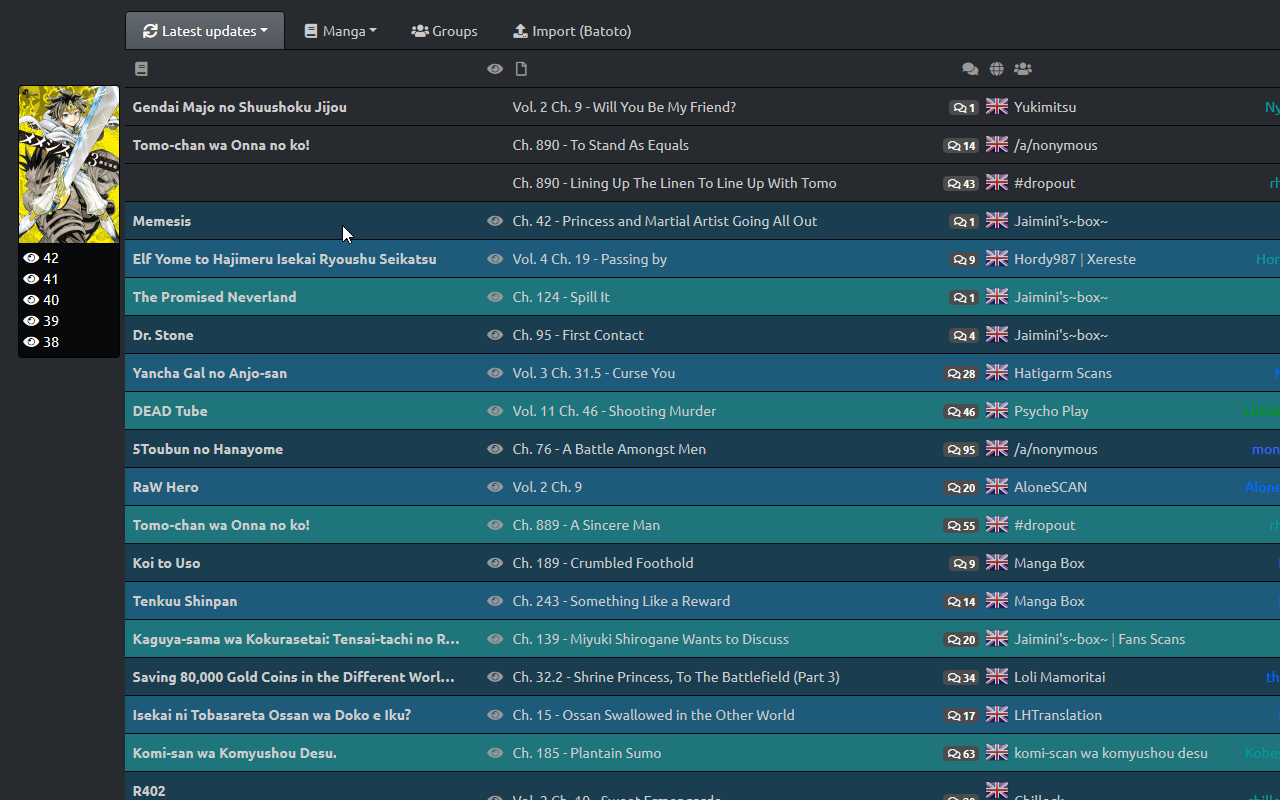 Latest updates Manga Groups Import (Batoto)
Gendai Majo no Shuushoku Jijou Vol. 2 Ch. 9 - Will You Be My Friend? 1 Yukimitsu Ny
Tomo-chan wa Onna no ko! Ch. 890 - To Stand As Equals 14 /a/nonymous
Ch. 890 - Lining Up The Linen To Line Up With Tomo 43 #dropout
Memesis Ch. 42 - Princess and Martial Artist Going All Out 1 Jaimini's~box~
42
Elf Yome to Hajimeru Isekai Ryoushu Seikatsu Vol. 4 Ch. 19 - Passing by 9 Hordy987 | Xereste
41
The Promised Neverland Ch. 124 - Spill It 1 Jaimini's~box~
40
39
Dr. Stone Ch. 95 - First Contact 4 Jaimini's~box~
38
Yancha Gal no Anjo-san Vol. 3 Ch. 31.5 - Curse You 28 Hatigarm Scans
DEAD Tube Vol. 11 Ch. 46 - Shooting Murder 46 Psycho Play
5Toubun no Hanayome Ch. 76 - A Battle Amongst Men 95 /a/nonymous mon
RaW Hero Vol. 2 Ch. 9 20 AloneSCAN Alone
Tomo-chan wa Onna no ko! Ch. 889 - A Sincere Man 55 #dropout
Koi to Uso Ch. 189 - Crumbled Foothold 9 Manga Box
Tenkuu Shinpan Ch. 243 - Something Like a Reward 14 Manga Box
Kaguya-sama wa Kokurasetai: Tensai-tachi no R... Ch. 139 - Miyuki Shirogane Wants to Discuss 20 Jaimini's~box~ | Fans Scans
Saving 80,000 Gold Coins in the Different Worl... Ch. 32.2 - Shrine Princess, To The Battlefield (Part 3) 34 Loli Mamoritai th
Isekai ni Tobasareta Ossan wa Doko e Iku? Ch. 15 - Ossan Swallowed in the Other World 17 LHTranslation
Komi-san wa Komyushou Desu. Ch. 185 - Plantain Sumo 63 komi-scan wa komyushou desu Kobe
R402